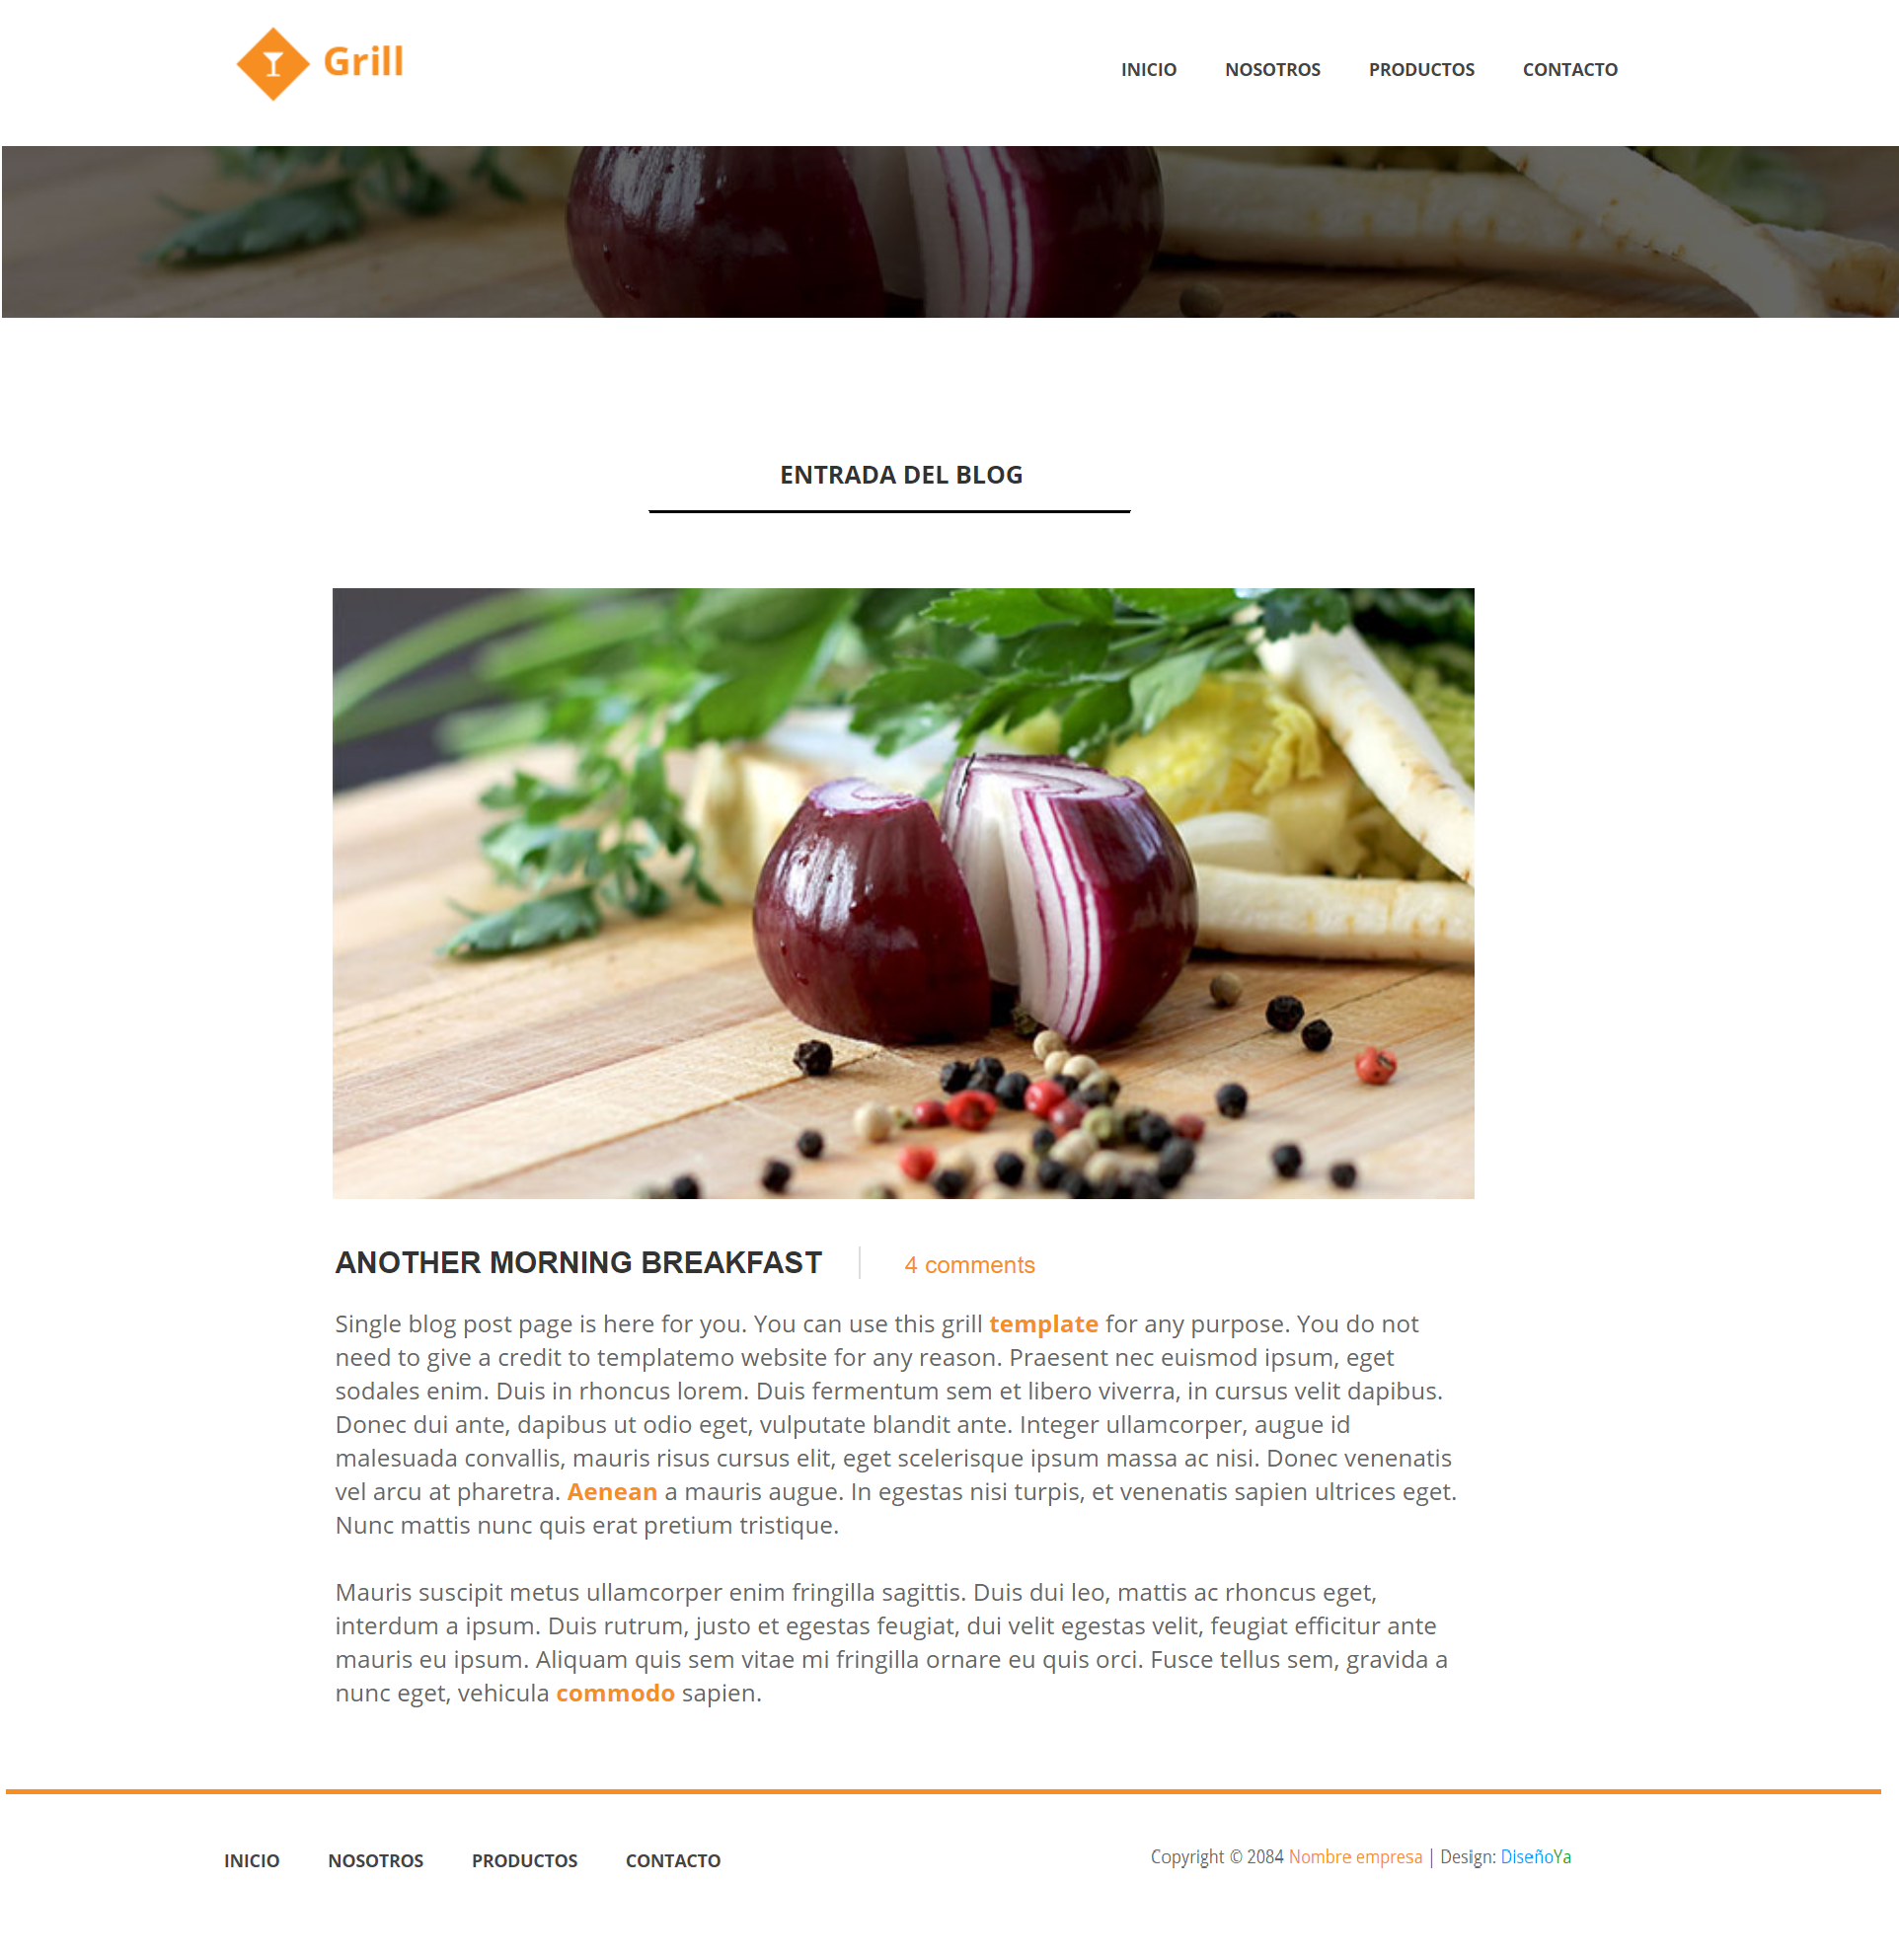 Grill
INICIO NOSOTROS PRODUCTOS CONTACTO
ENTRADA DEL BLOG
ANOTHER MORNING BREAKFAST 4 comments
Single blog post page is here for you. You can use this grill template for any purpose. You do not
need to give a credit to templatemo website for any reason. Praesent nec euismod ipsum, eget
sodales enim. Duis in rhoncus lorem. Duis fermentum sem et libero viverra, in cursus velit dapibus.
Donec dui ante, dapibus ut odio eget, vulputate blandit ante. Integer ullamcorper, augue id
malesuada convallis, mauris risus cursus elit, eget scelerisque ipsum massa ac nisi. Donec venenatis
vel arcu at pharetra. Aenean a mauris augue. In egestas nisi turpis, et venenatis sapien ultrices eget.
Nunc mattis nunc quis erat pretium tristique.
Mauris suscipit metus ullamcorper enim fringilla sagittis. Duis dui leo, mattis ac rhoncus eget,
interdum a ipsum. Duis rutrum, justo et egestas feugiat, dui velit egestas velit, feugiat efficitur ante
mauris eu ipsum. Aliquam quis sem vitae mi fringilla ornare eu quis orci. Fusce tellus sem, gravida a
nunc eget, vehicula commodo sapien.
INICIO NOSOTROS PRODUCTOS CONTACTO
Copyright © 2084 Nombre empresa | Design: DiseñoYa